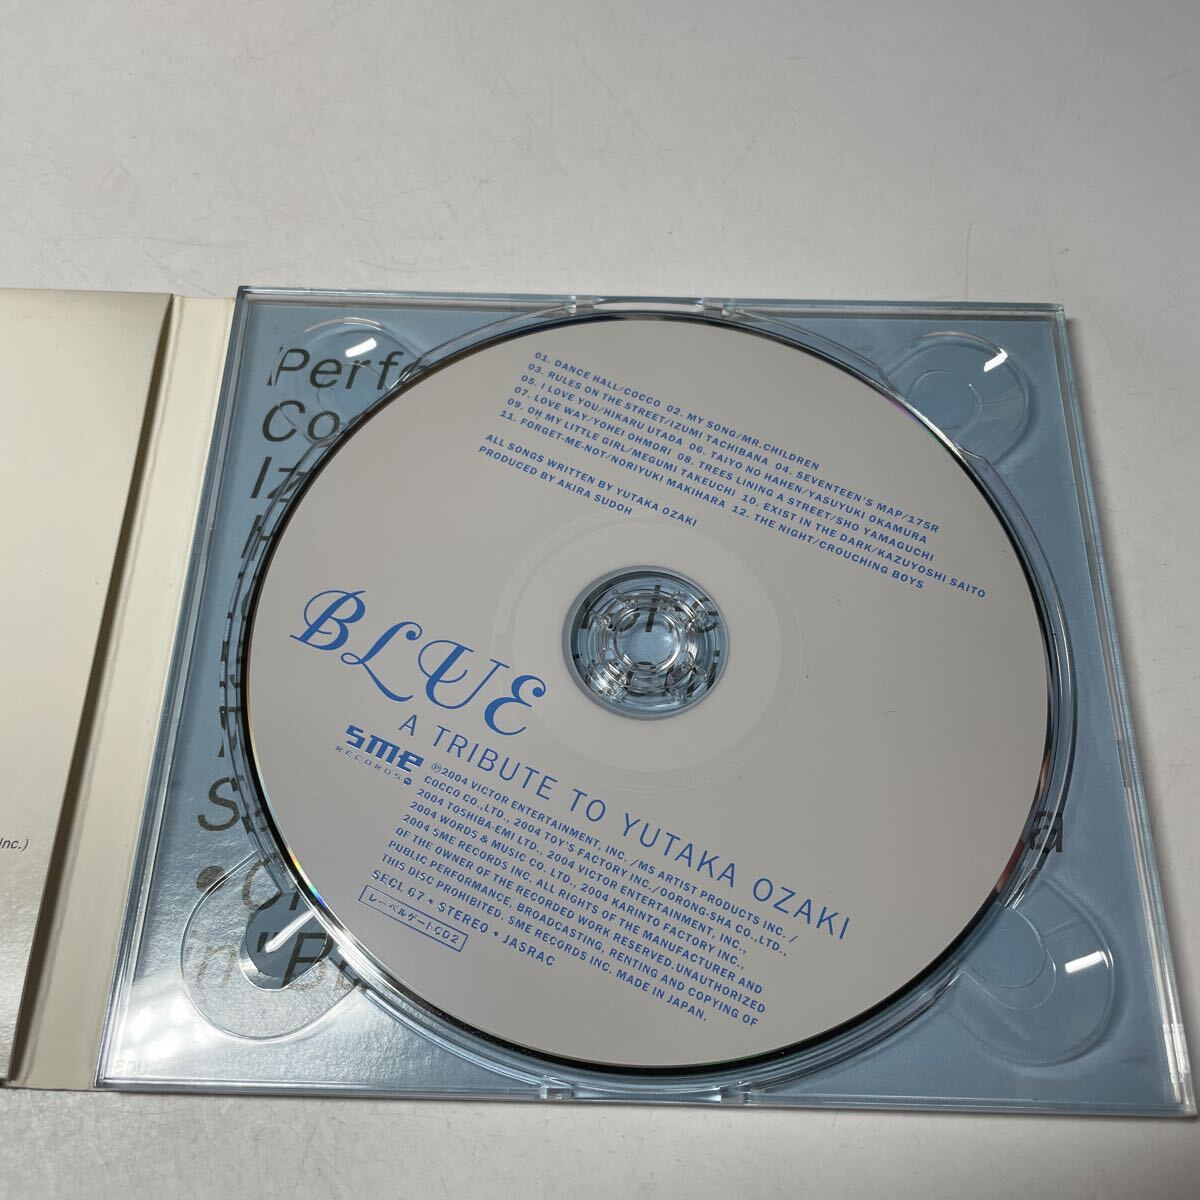 01. DANCE HALL/COCCO 02. MY SONG/MR.CHILDREN
03. RULES ON THE STREET/IZUMI TACHIBANA 04. SEVENTEEN'S MAP/175R
05. I LOVE YOU/HIKARU UTADA 06. TAIYO NO HAHEN/YASUYUKI OKAMURA
07. LOVE WAY/YOHEI OHMORI 08. TREES LINING A STREET/SHO YAMAGUCHI
09. OH MY LITTLE GIRL/MEGUMI TAKEUCHI 10. EXIST IN THE DARK/KAZUYOSHI SAITO
11. FORGET-ME-NOT/NORIYUKI MAKIHARA 12. THE NIGHT/CROUCHING BOYS
ALL SONGS WRITTEN BY YUTAKA OZAKI
PRODUCED BY AKIRA SUDOH
BLUE
A TRIBUTE TO YUTAKA OZAKI
sme
RECORDS
℗2004 VICTOR ENTERTAINMENT, INC. /MS ARTIST PRODUCTS INC. /
COCCO CO.,LTD., 2004 TOY'S FACTORY INC./OORONG-SHA CO.,LTD.,
2004 TOSHIBA-EMI LTD., 2004 VICTOR ENTERTAINMENT, INC.,
2004 WORDS & MUSIC CO. LTD., 2004 KARINTO FACTORY INC.,
2004 SME RECORDS INC. ALL RIGHTS OF THE MANUFACTURER AND
OF THE OWNER OF THE RECORDED WORK RESERVED.UNAUTHORIZED
PUBLIC PERFORMANCE, BROADCASTING, RENTING AND COPYING OF
THIS DISC PROHIBITED. SME RECORDS INC. MADE IN JAPAN.
SECL 67 • STEREO • JASRAC
レーベルゲートCD2
Perf
Co
Iz
Inc.)